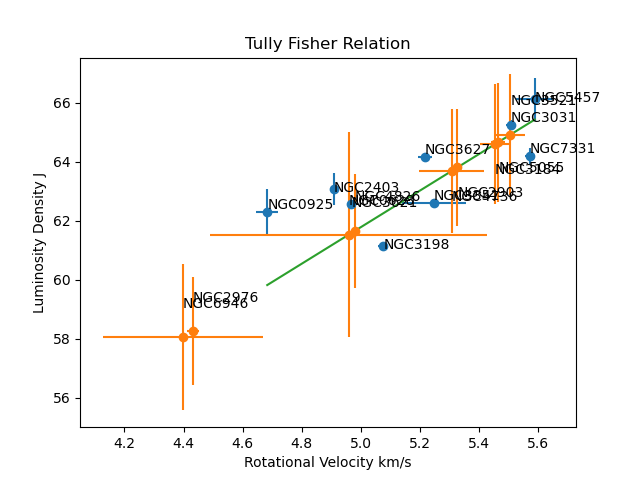 Tully Fisher Relation
NGC5457
NGC5521
NGC3031
NGC3627
NGC7331
NGC5055
NGC3184
NGC2403
NGC2903
NGC4736
NGC4826
NGC3621
NGC0925
NGC3198
NGC2976
NGC6946
66
64
62
60
58
56
Luminosity Density J
4.2 4.4 4.6 4.8 5.0 5.2 5.4 5.6
Rotational Velocity km/s